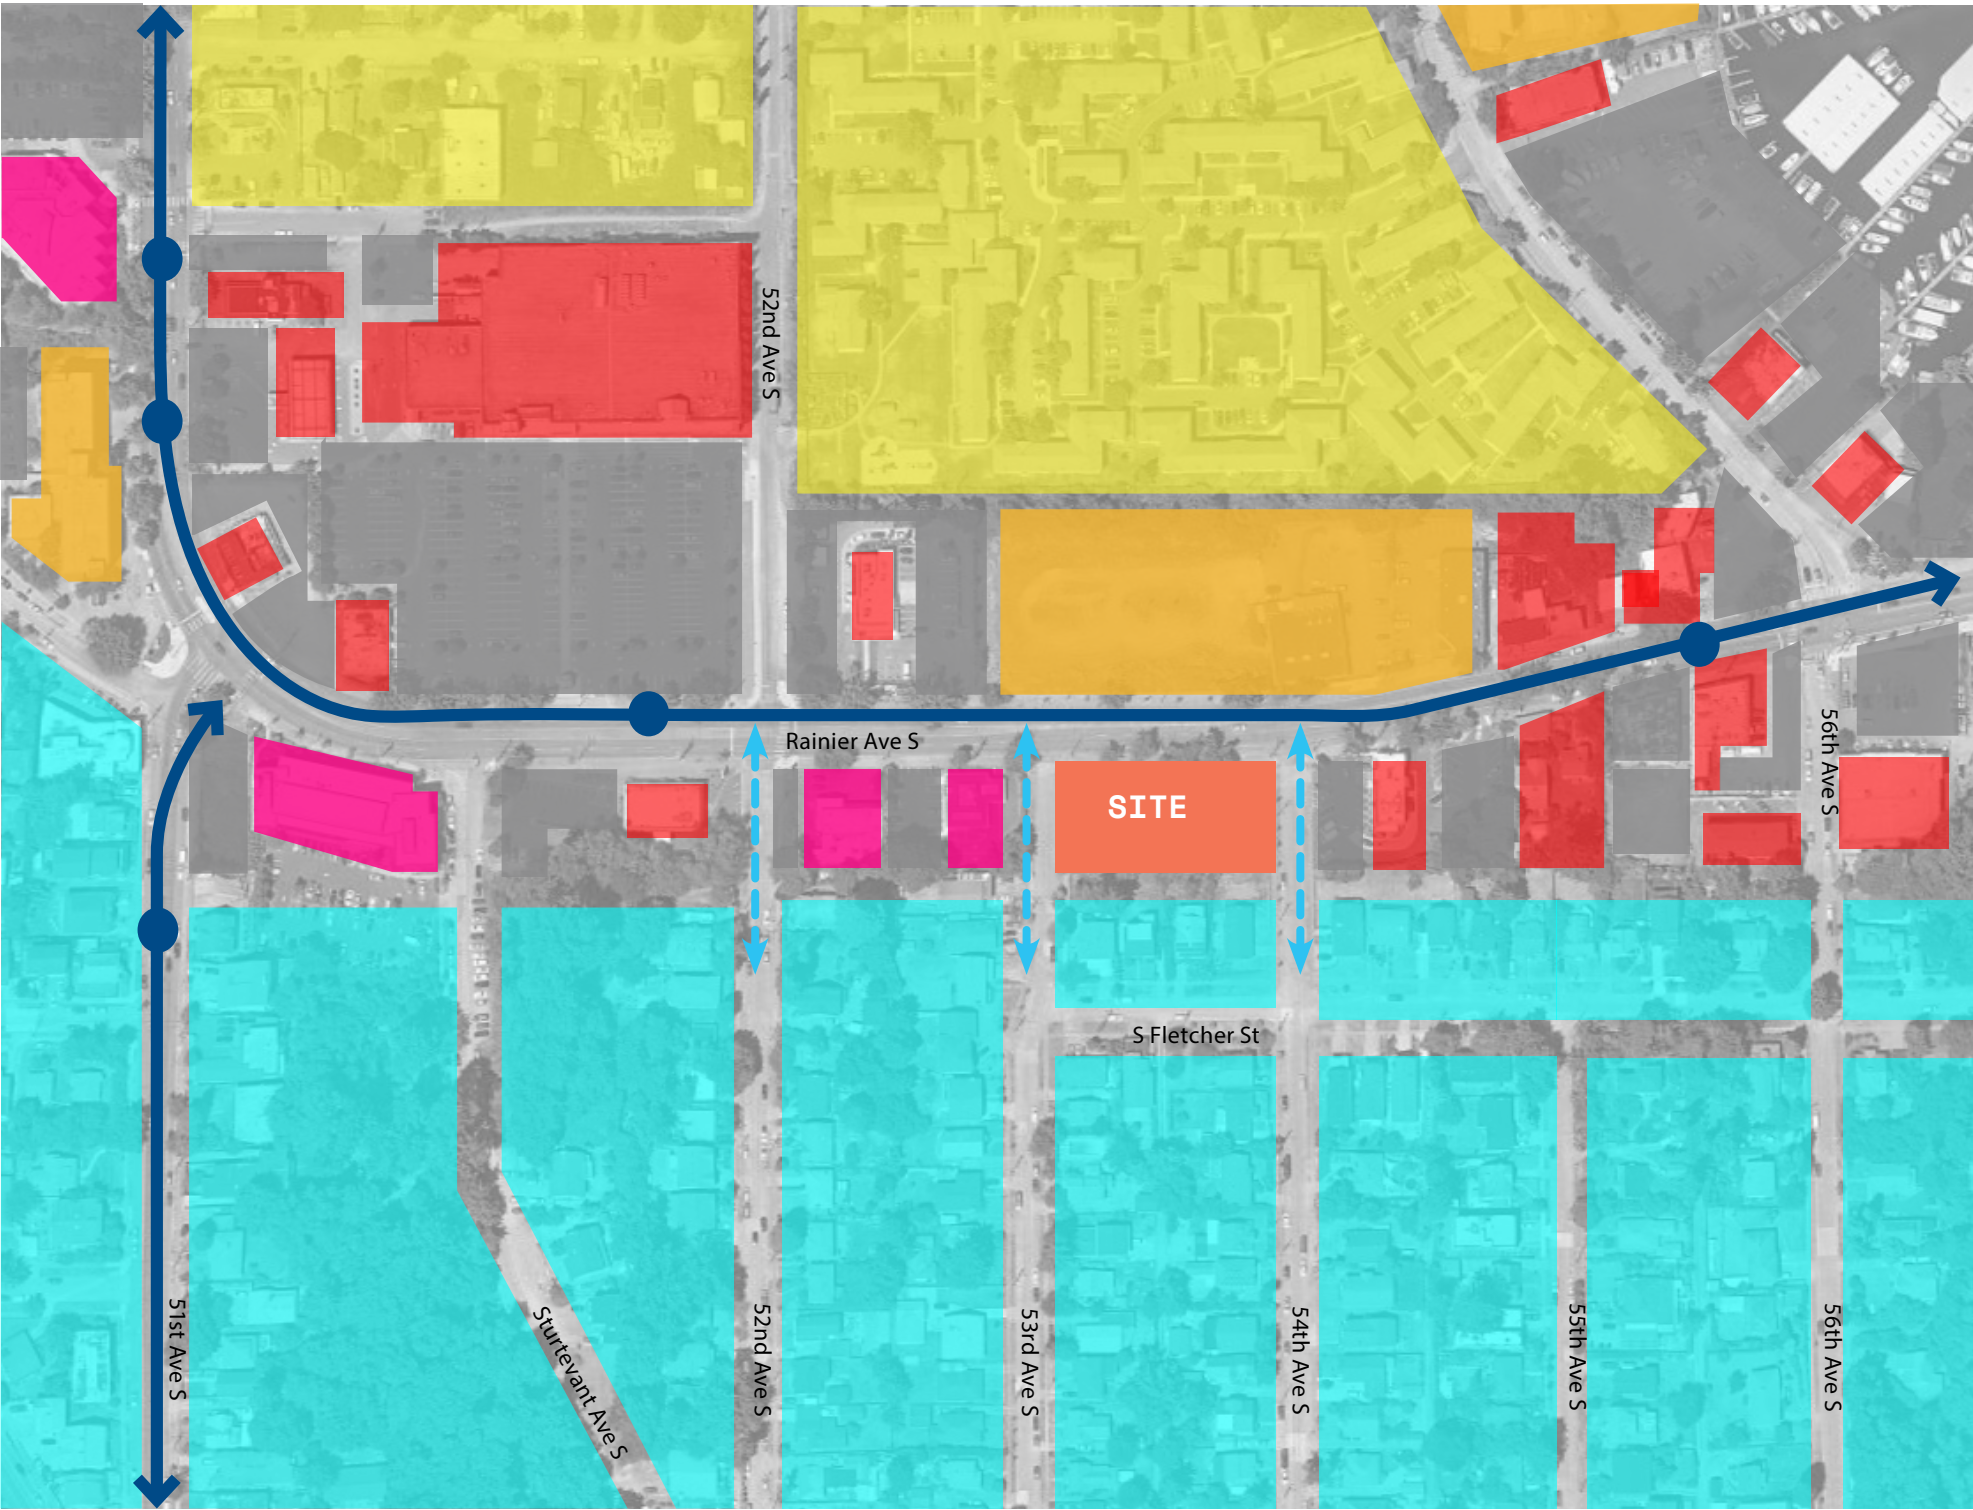 52nd Ave S
Rainier Ave S
56th Ave S
SITE
S Fletcher St
51st Ave S
Sturtevant Ave S
52nd Ave S
53rd Ave S
54th Ave S
55th Ave S
56th Ave S